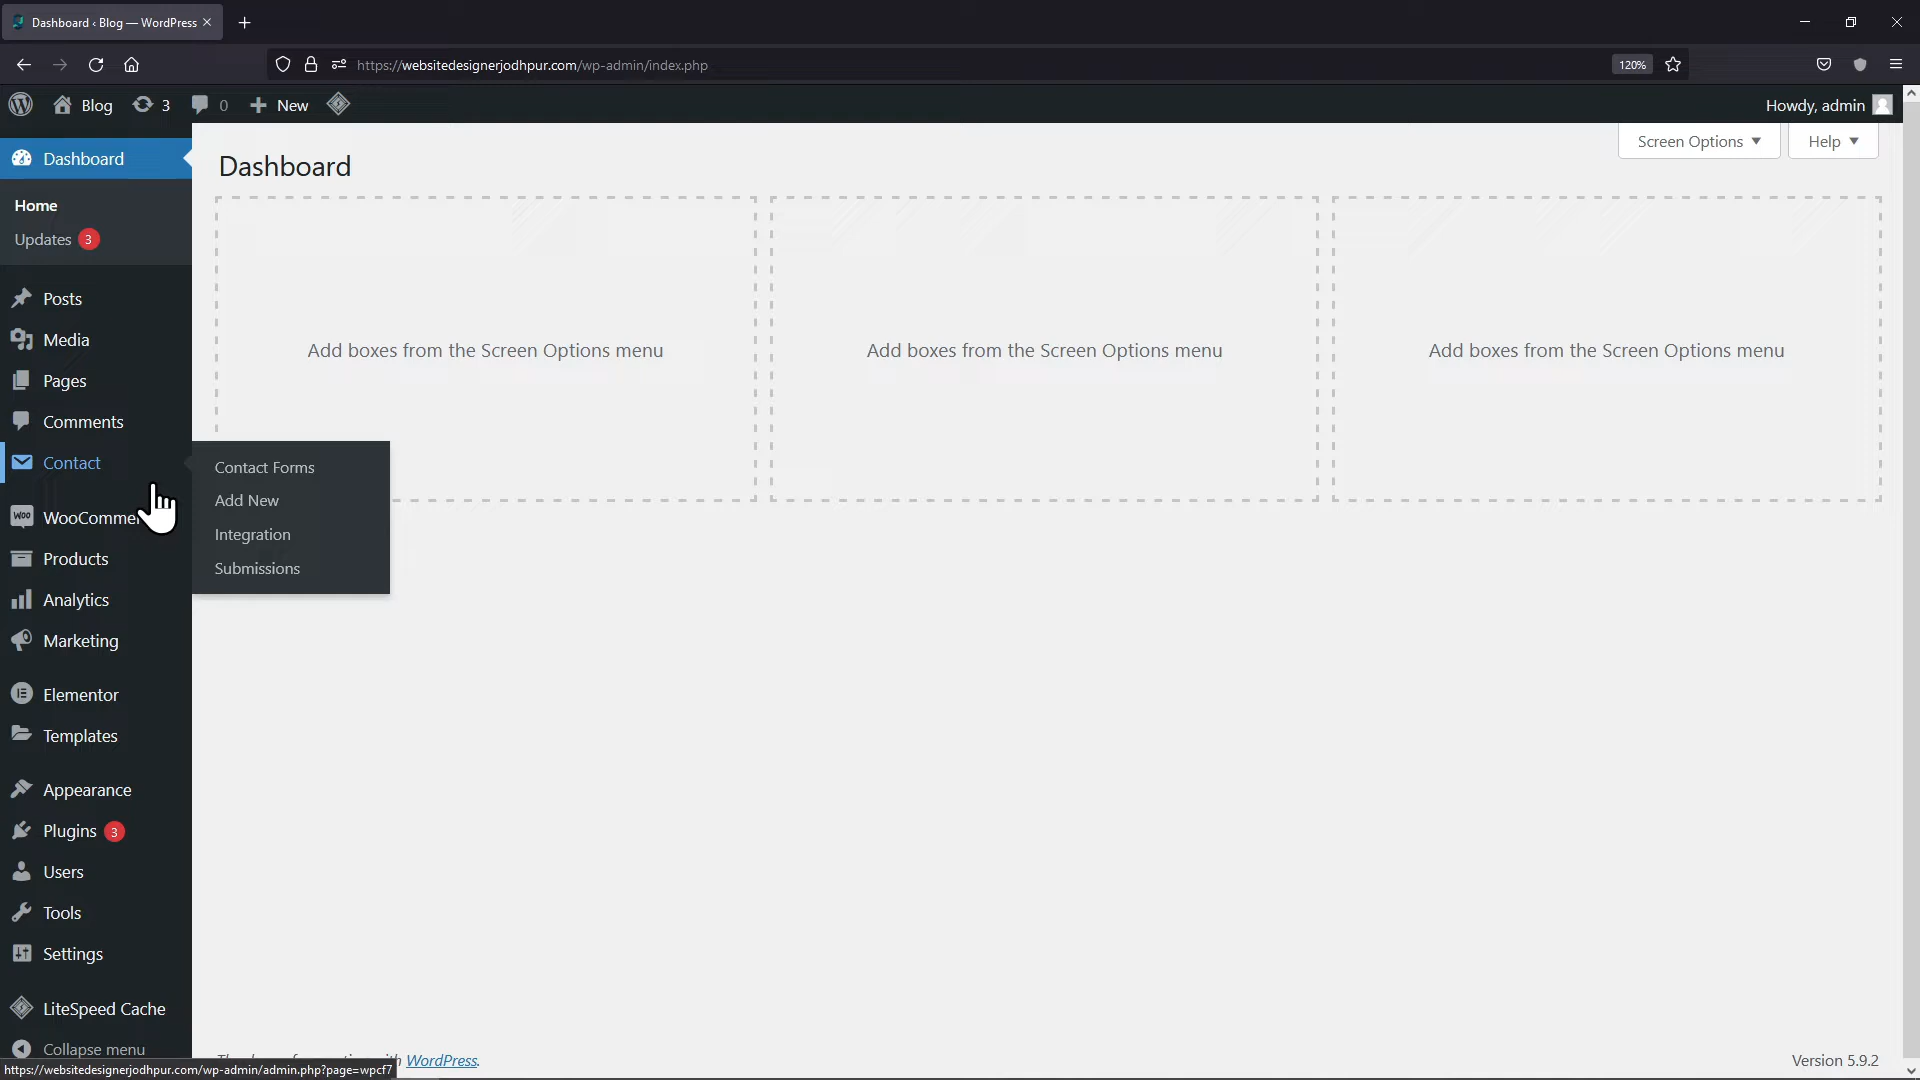 Dashboard ‹ Blog — WordPress
https://websitedesignerjodhpur.com/wp-admin/index.php
120%
Blog
3
0
New
Howdy, admin
Dashboard
Home
Updates 3
Posts
Media
Pages
Comments
Contact
WooCommer
Products
Analytics
Marketing
Elementor
Templates
Appearance
Plugins 3
Users
Tools
Settings
LiteSpeed Cache
Collapse menu
Contact Forms
Add New
Integration
Submissions
Screen Options
Help
Dashboard
Add boxes from the Screen Options menu
Add boxes from the Screen Options menu
Add boxes from the Screen Options menu
WordPress.
Version 5.9.2
https://websitedesignerjodhpur.com/wp-admin/admin.php?page=wpcf7